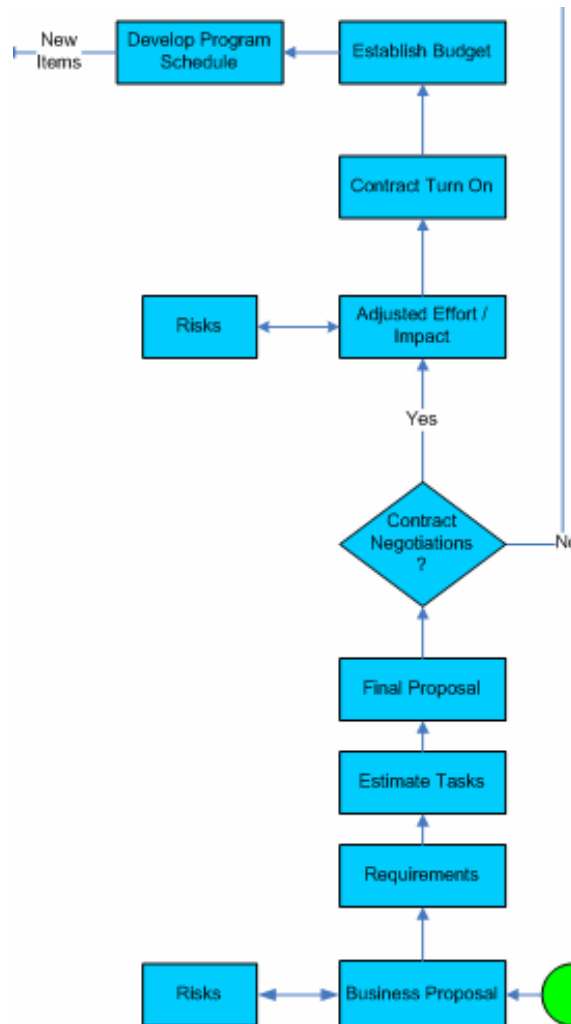 New
Items
Develop Program
Schedule
Establish Budget
Contract Turn On
Risks
Adjusted Effort /
Impact
Yes
Contract
Negotiations
?
Final Proposal
Estimate Tasks
Requirements
Risks
Business Proposal